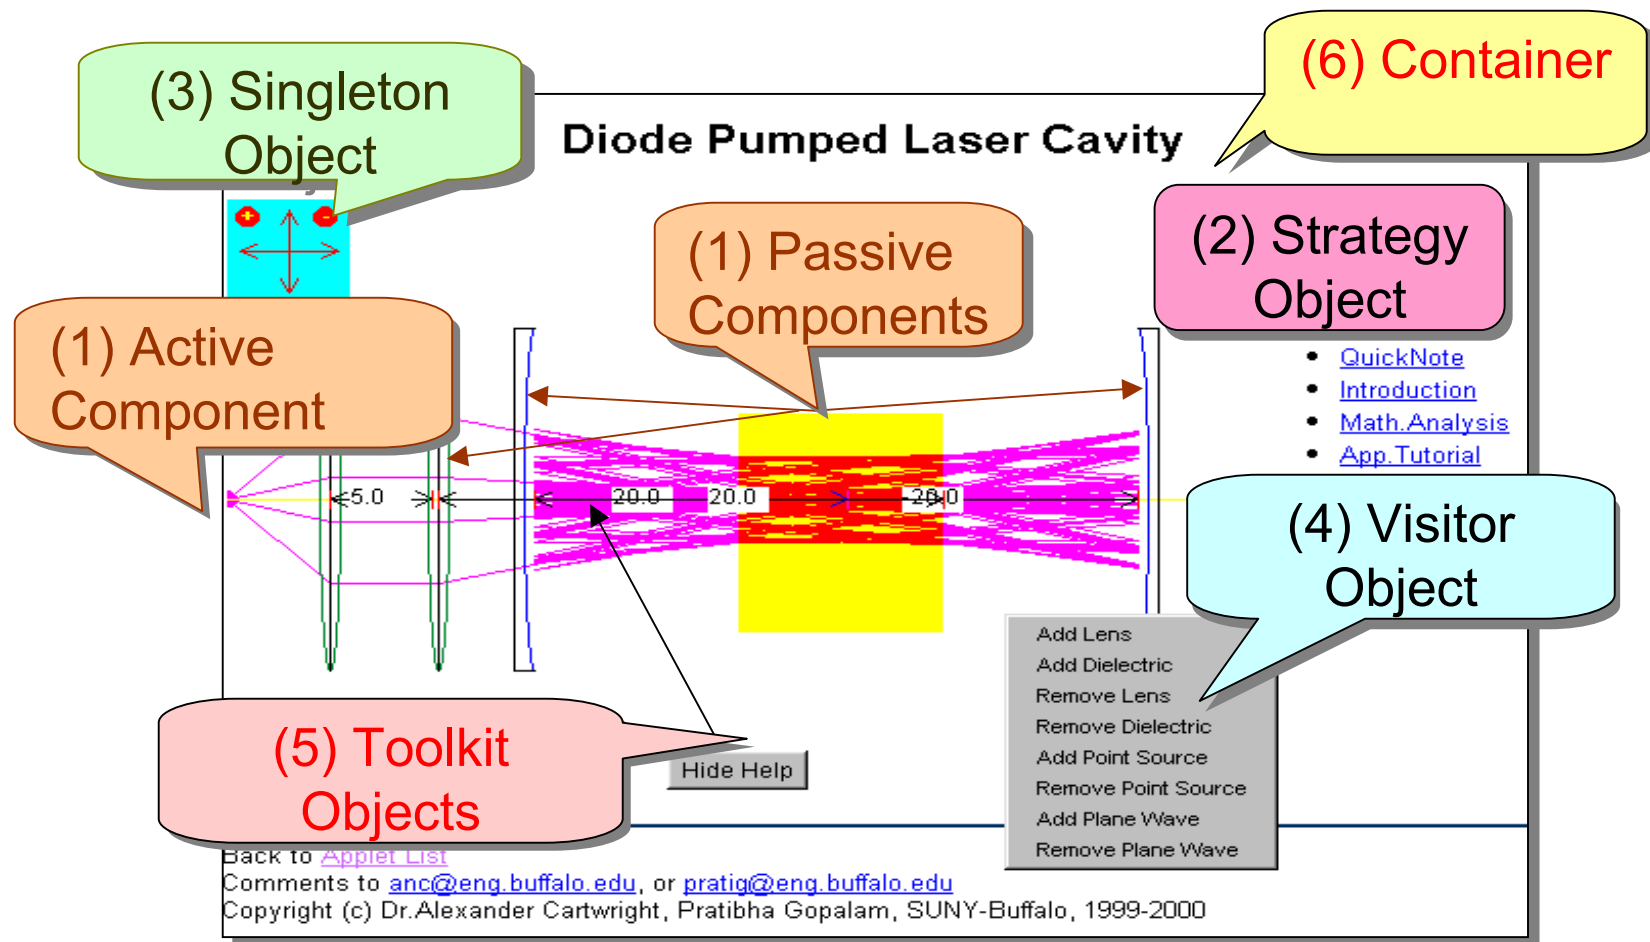 (6) Container
(3) Singleton
Object
Diode Pumped Laser Cavity
+
-
(1) Passive
Components
(2) Strategy
Object
(1) Active
Component
QuickNote
Introduction
Math.Analysis
App.Tutorial
5.0
20.0
20.0
-20.0
(4) Visitor
Object
Add Lens
Add Dielectric
Remove Lens
Remove Dielectric
Add Point Source
Remove Point Source
Add Plane Wave
Remove Plane Wave
(5) Toolkit
Objects
Hide Help
Back to Applet List
Comments to anc@eng.buffalo.edu, or pratig@eng.buffalo.edu
Copyright (c) Dr.Alexander Cartwright, Pratibha Gopalam, SUNY-Buffalo, 1999-2000